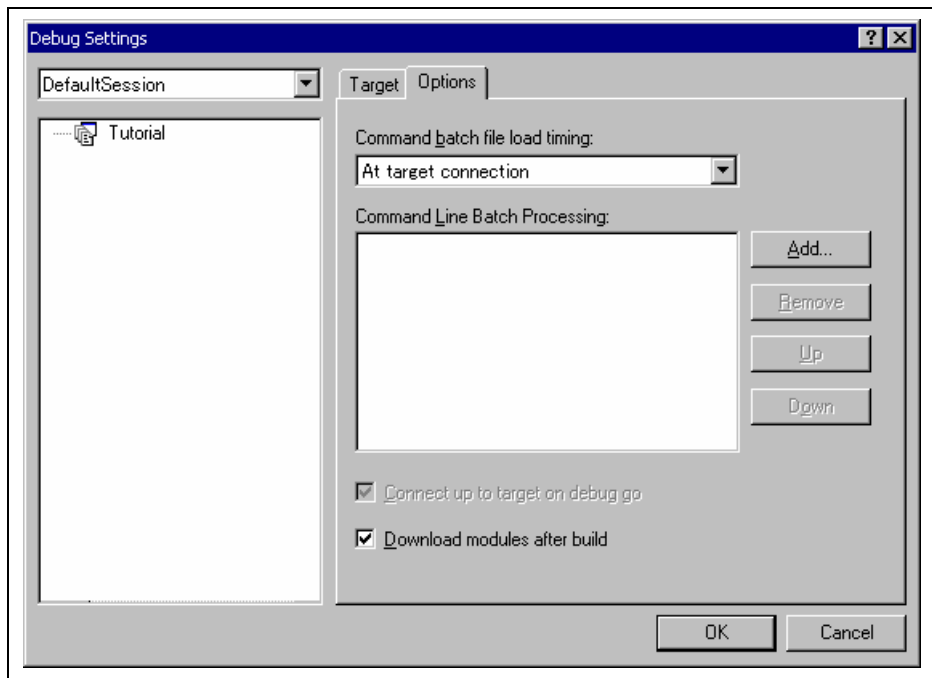 Debug Settings
DefaultSession
Tutorial
Target
Options
Command batch file load timing:
At target connection
Command Line Batch Processing:
Add...
Remove
Up
Down
Connect up to target on debug go
Download modules after build
OK
Cancel